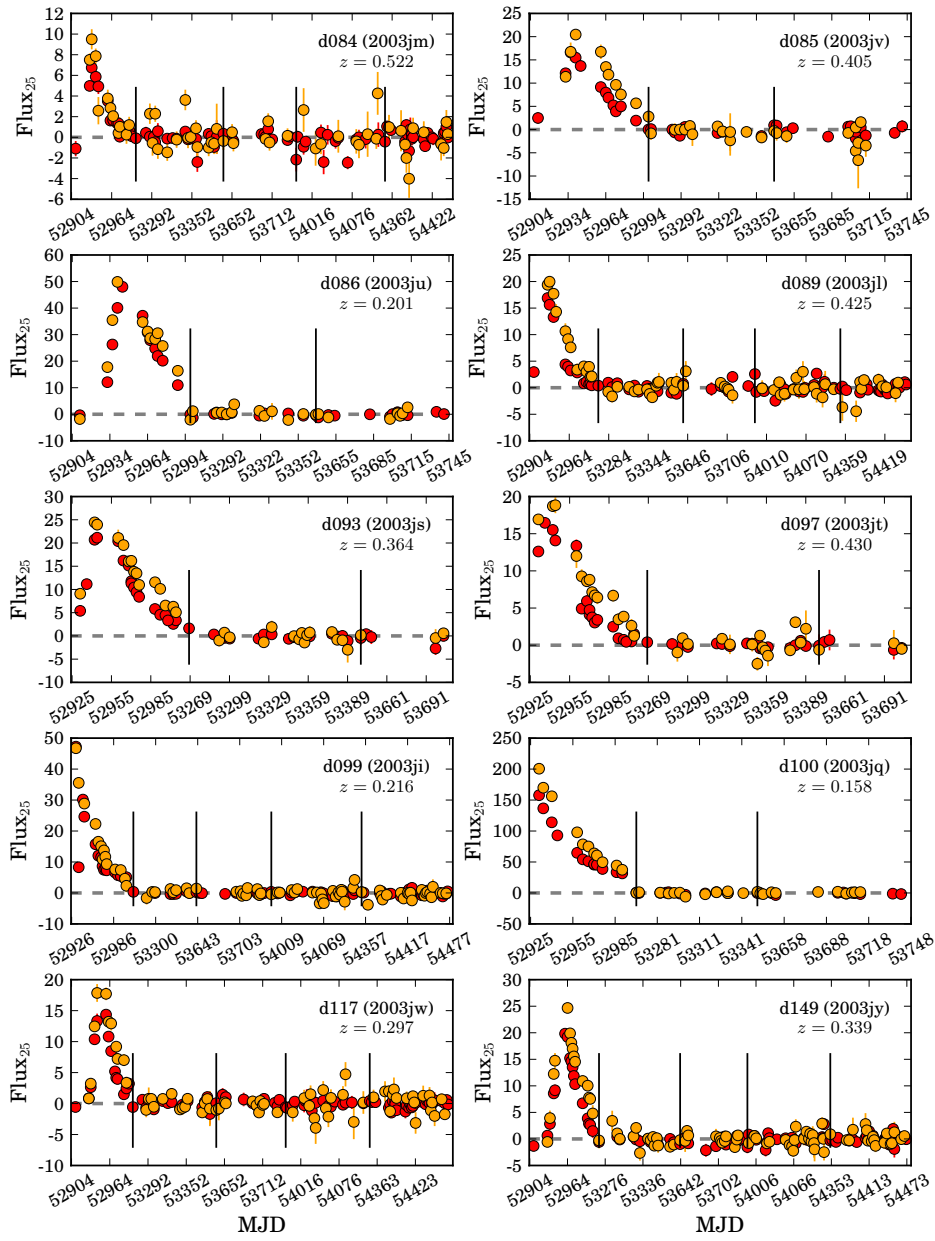 d084 (2003jm)
z = 0.522
Flux25
12
10
8
6
4
2
0
2
4
6
52904 52964 53292 53352 53652 53712 54016 54076 54362 54422
d085 (2003jv)
z = 0.405
Flux25
25
20
15
10
5
0
-5
-10
-15
52904 52934 52964 52994 53292 53322 53352 53655 53685 53715 53745
d086 (2003ju)
z = 0.201
Flux25
60
50
40
30
20
10
0
-10
52904 52934 52964 52994 53292 53322 53352 53655 53685 53715 53745
d089 (2003jl)
z = 0.425
Flux25
25
20
15
10
5
0
-5
-10
52904 52964 53284 53344 53646 53706 54010 54070 54359 54419
d093 (2003js)
z = 0.364
Flux25
30
25
20
15
10
5
0
-5
-10
52925 52955 52985 53269 53299 53329 53359 53389 53661 53691
d097 (2003jt)
z = 0.430
Flux25
20
15
10
5
0
-5
52925 52955 52985 53269 53299 53329 53359 53389 53661 53691
d099 (2003ji)
z = 0.216
Flux25
50
40
30
20
10
0
-10
52926 52986 53300 53643 53703 54009 54069 54357 54417 54477
d100 (2003jq)
z = 0.158
Flux25
250
200
150
100
50
0
-50
52925 52955 52985 53281 53311 53341 53658 53688 53718 53748
d117 (2003jw)
z = 0.297
Flux25
20
15
10
5
0
-5
-10
52904 52964 53292 53352 53652 53712 54016 54076 54363 54423
MJD
d149 (2003jy)
z = 0.339
Flux25
30
25
20
15
10
5
0
-5
52904 52964 53276 53336 53642 53702 54006 54066 54353 54413 54473
MJD